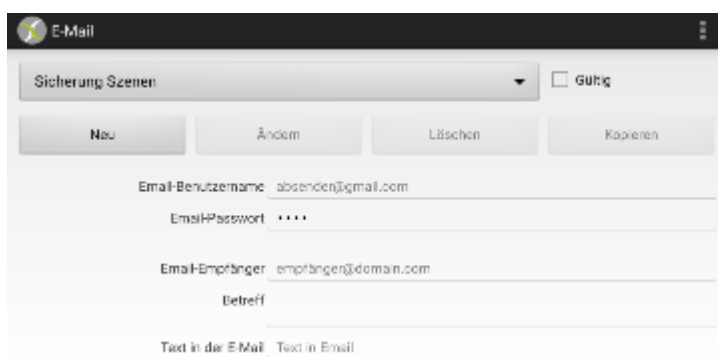 E-Mail
Sicherung Szenen Gültig
Neu Ändern Löschen Kopieren
Email-Benutzername absender@gmail.com
Email-Passwort ····
Email-Empfänger empfänger@domain.com
Betreff
Text in der E-Mail Text in Email